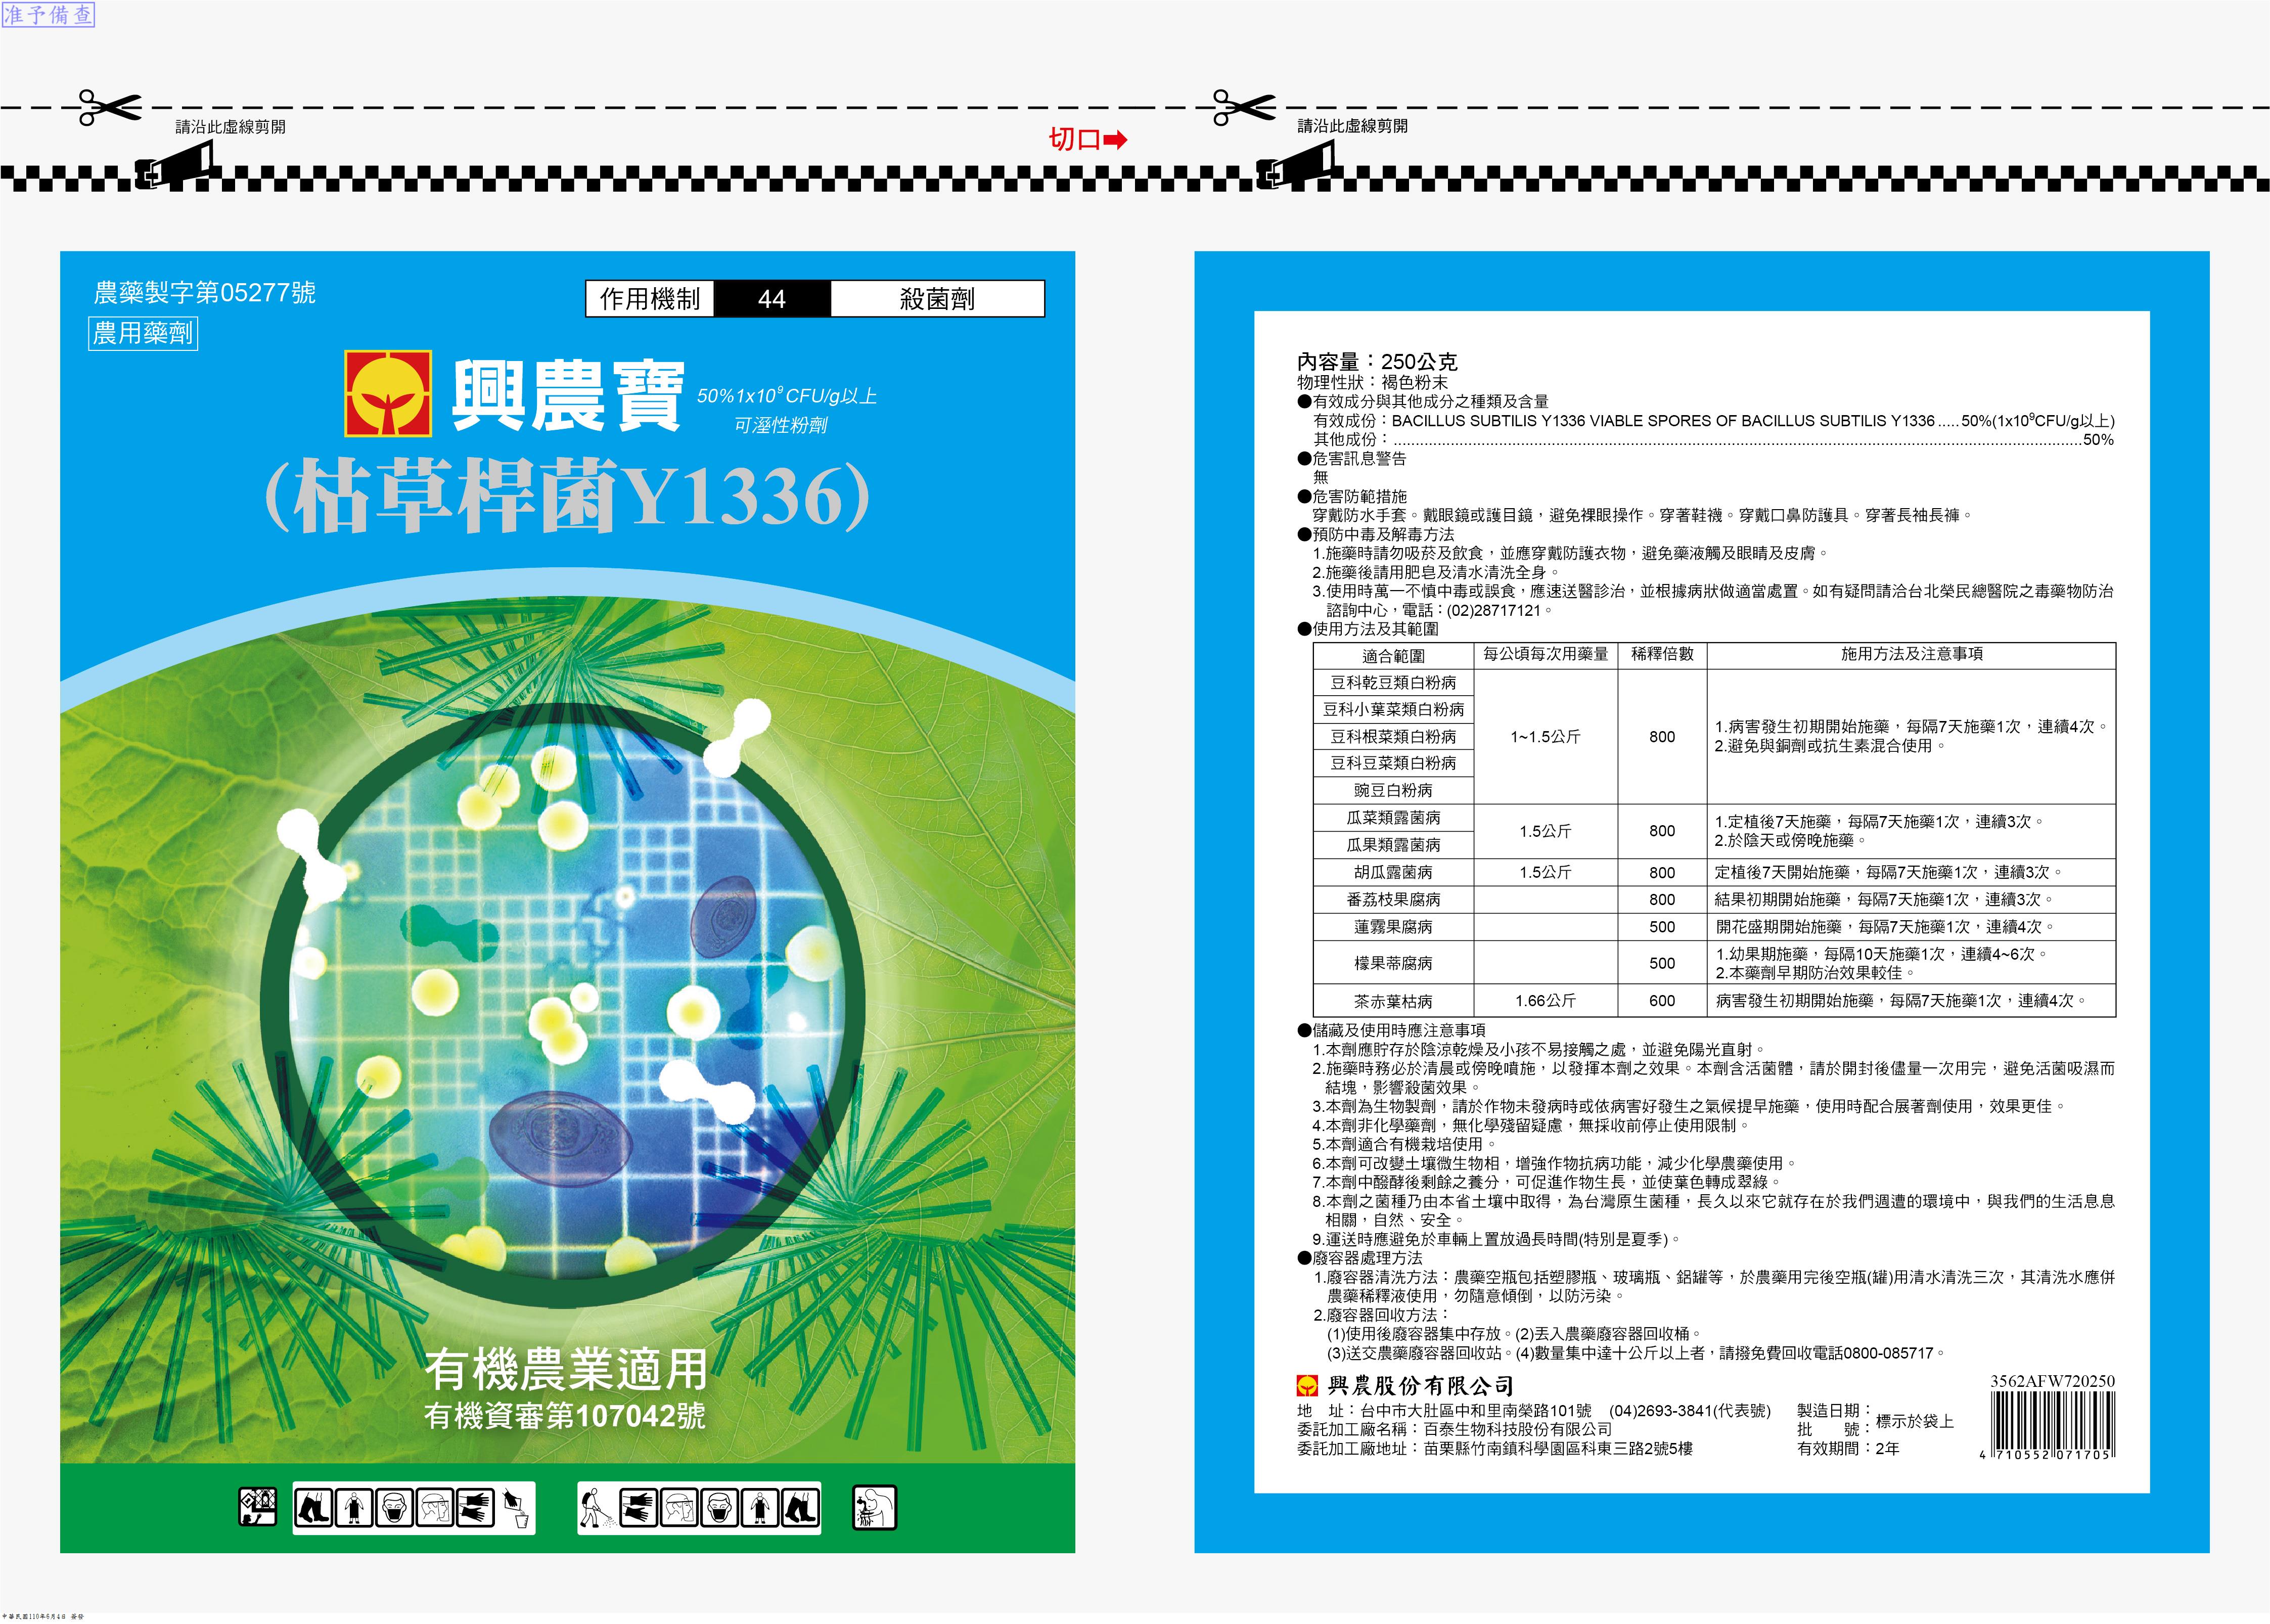 准予備查
請沿此虛線剪開
切口
請沿此虛線剪開
農藥製字第05277號
農用藥劑
作用機制 44 殺菌劑
興農寶 50%1x10⁹CFU/g以上
可溼性粉劑
(枯草桿菌Y1336)
有機農業適用
有機資審第107042號
內容量：250公克
物理性狀：褐色粉末
●有效成分與其他成分之種類及含量
有效成份：BACILLUS SUBTILIS Y1336 VIABLE SPORES OF BACILLUS SUBTILIS Y1336.....50%(1x10⁹CFU/g以上)
其他成份：..........50%
●危害訊息警告
無
●危害防範措施
穿戴防水手套。戴眼鏡或護目鏡，避免裸眼操作。穿著鞋襪。穿戴口鼻防護具。穿著長袖長褲。
●預防中毒及解毒方法
1.施藥時請勿吸菸及飲食，並應穿戴防護衣物，避免藥液觸及眼睛及皮膚。
2.施藥後請用肥皂及清水清洗全身。
3.使用時萬一不慎中毒或誤食，應速送醫診治，並根據病狀做適當處置。如有疑問請洽台北榮民總醫院之毒藥物防治
諮詢中心，電話：(02)28717121。
●使用方法及其範圍
適合範圍 每公頃每次用藥量 稀釋倍數 施用方法及注意事項
豆科乾豆類白粉病
豆科小葉菜類白粉病
豆科根菜類白粉病
豆科豆菜類白粉病
豌豆白粉病
1~1.5公斤 800
1.病害發生初期開始施藥，每隔7天施藥1次，連續4次。
2.避免與銅劑或抗生素混合使用。
瓜菜類露菌病
瓜果類露菌病
1.5公斤 800
1.定植後7天施藥，每隔7天施藥1次，連續3次。
2.於陰天或傍晚施藥。
胡瓜露菌病 1.5公斤 800 定植後7天開始施藥，每隔7天施藥1次，連續3次。
番荔枝果腐病 800 結果初期開始施藥，每隔7天施藥1次，連續3次。
蓮霧果腐病 500 開花盛期開始施藥，每隔7天施藥1次，連續4次。
檬果蒂腐病 500
1.幼果期施藥，每隔10天施藥1次，連續4~6次。
2.本藥劑早期防治效果較佳。
茶赤葉枯病 1.66公斤 600 病害發生初期開始施藥，每隔7天施藥1次，連續4次。
●儲藏及使用時應注意事項
1.本劑應貯存於陰涼乾燥及小孩不易接觸之處，並避免陽光直射。
2.施藥時務必於清晨或傍晚噴施，以發揮本劑之效果。本劑含活菌體，請於開封後儘量一次用完，避免活菌吸濕而
結塊，影響殺菌效果。
3.本劑為生物製劑，請於作物未發病時或依病害好發生之氣候提早施藥，使用時配合展著劑使用，效果更佳。
4.本劑非化學藥劑，無化學殘留疑慮，無採收前停止使用限制。
5.本劑適合有機栽培使用。
6.本劑可改變土壤微生物相，增強作物抗病功能，減少化學農藥使用。
7.本劑中醱酵後剩餘之養分，可促進作物生長，並使葉色轉成翠綠。
8.本劑之菌種乃由本省土壤中取得，為台灣原生菌種，長久以來它就存在於我們週遭的環境中，與我們的生活息息
相關，自然、安全。
9.運送時應避免於車輛上置放過長時間(特別是夏季)。
●廢容器處理方法
1.廢容器清洗方法：農藥空瓶包括塑膠瓶、玻璃瓶、鋁罐等，於農藥用完後空瓶(罐)用清水清洗三次，其清洗水應併
農藥稀釋液使用，勿隨意傾倒，以防污染。
2.廢容器回收方法：
(1)使用後廢容器集中存放。(2)丟入農藥廢容器回收桶。
(3)送交農藥廢容器回收站。(4)數量集中達十公斤以上者，請撥免費回收電話0800-085717。
興農股份有限公司
地 址：台中市大肚區中和里南榮路101號 (04)2693-3841(代表號)
委託加工廠名稱：百泰生物科技股份有限公司
委託加工廠地址：苗栗縣竹南鎮科學園區科東三路2號5樓
製造日期：
批 號：標示於袋上
有效期間：2年
3562AFW720250
4 710552 071705
中華民國110年6月4日 簽發